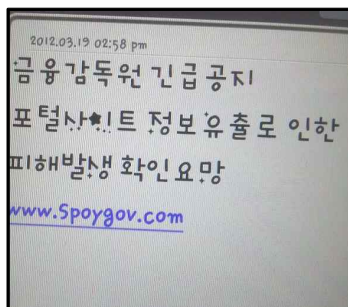 2012.03.19 02:58 pm
금융감독원 긴급공지
포털사이트 정보유출로 인한
피해발생 확인요망
www.Spoygov.com